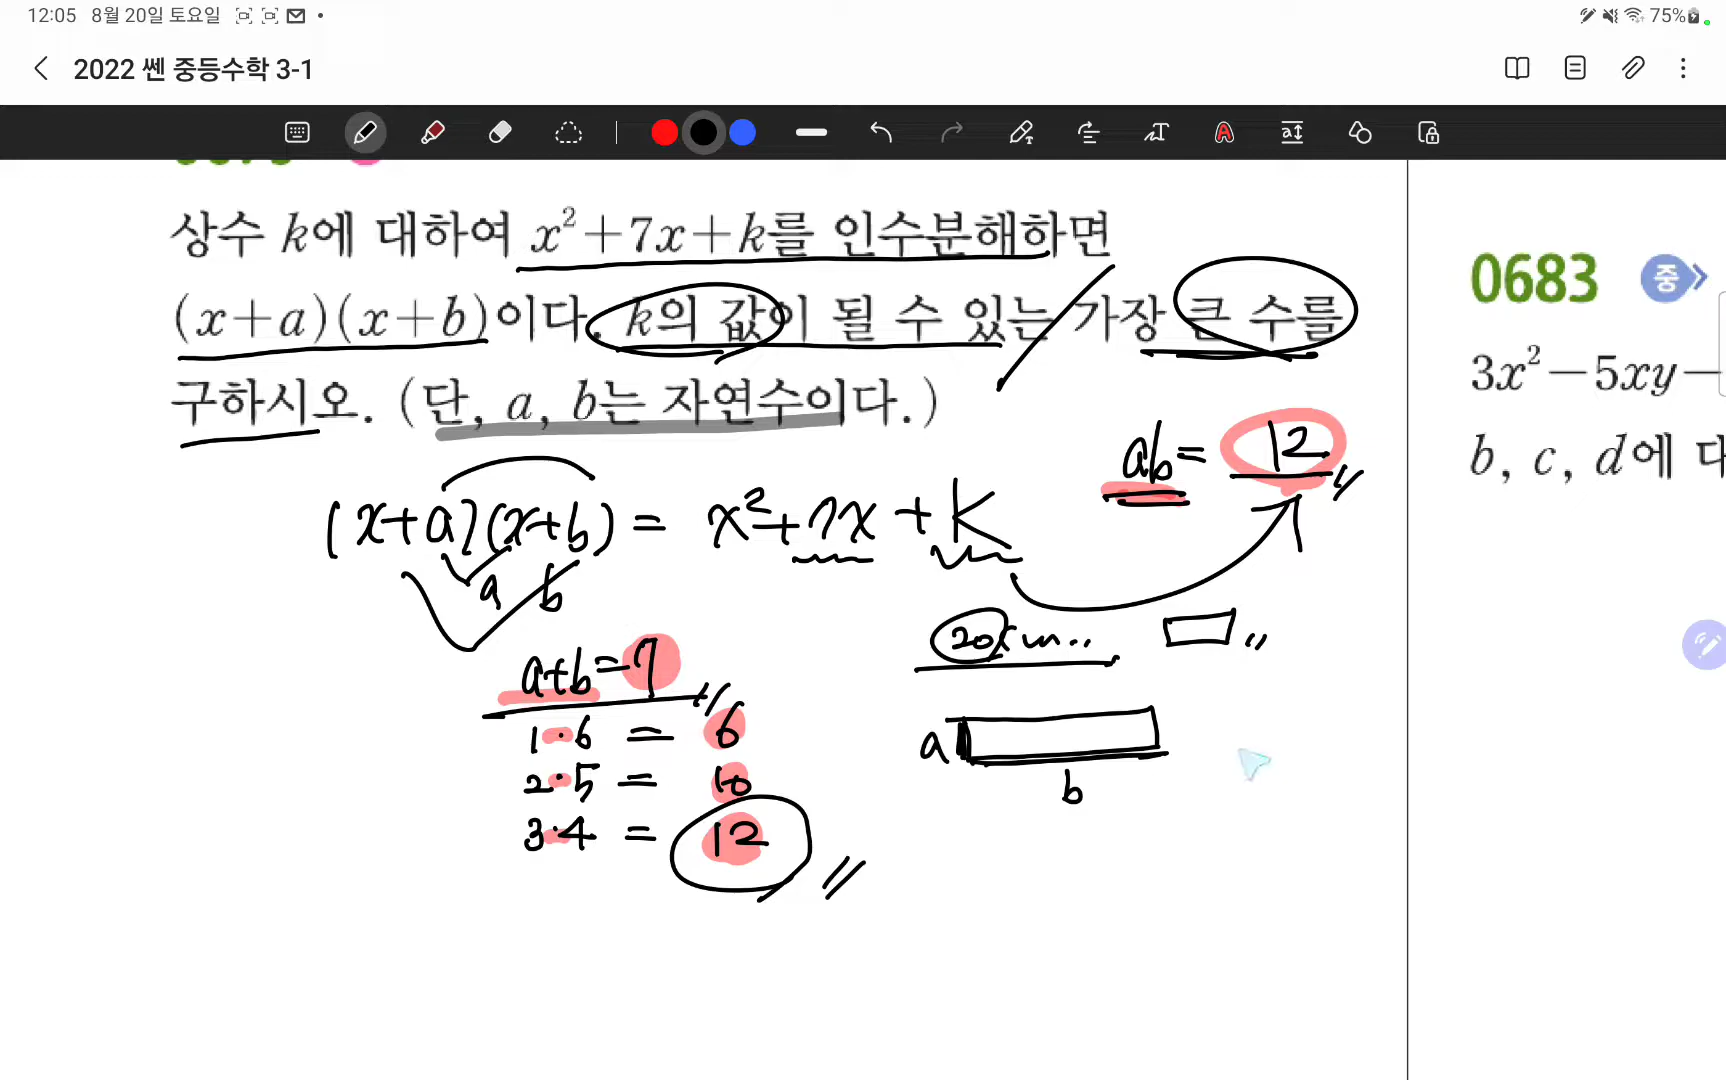 12:05 8월 20일 토요일
75%
2022 쎈 중등수학 3-1
상수 k에 대하여 x²+7x+k를 인수분해하면
(x+a)(x+b)이다. k의 값이 될 수 있는 가장 큰 수를
구하시오. (단, a, b는 자연수이다.)
ab = 12
(x+a)(x+b) = x²+7x+k
a b
a+b=7
1·6 = 6
2·5 = 10
3·4 = 12
20cm..
a
b
0683 중
3x²-5xy-
b, c, d에 대